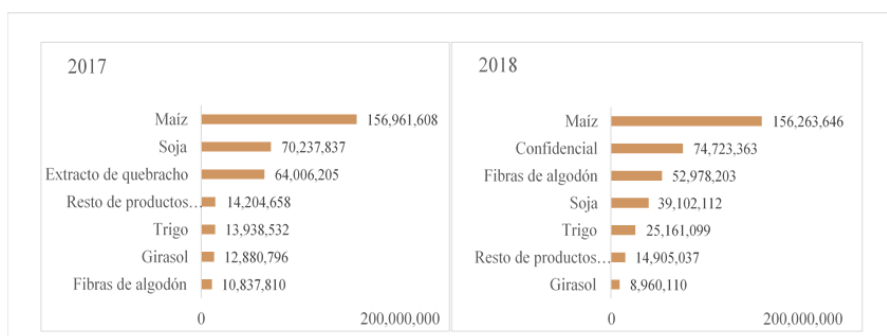 2017
Maíz 156,961,608
Soja 70,237,837
Extracto de quebracho 64,006,205
Resto de productos... 14,204,658
Trigo 13,938,532
Girasol 12,880,796
Fibras de algodón 10,837,810
0 200,000,000
2018
Maíz 156,263,646
Confidencial 74,723,363
Fibras de algodón 52,978,203
Soja 39,102,112
Trigo 25,161,099
Resto de productos... 14,905,037
Girasol 8,960,110
0 200,000,000